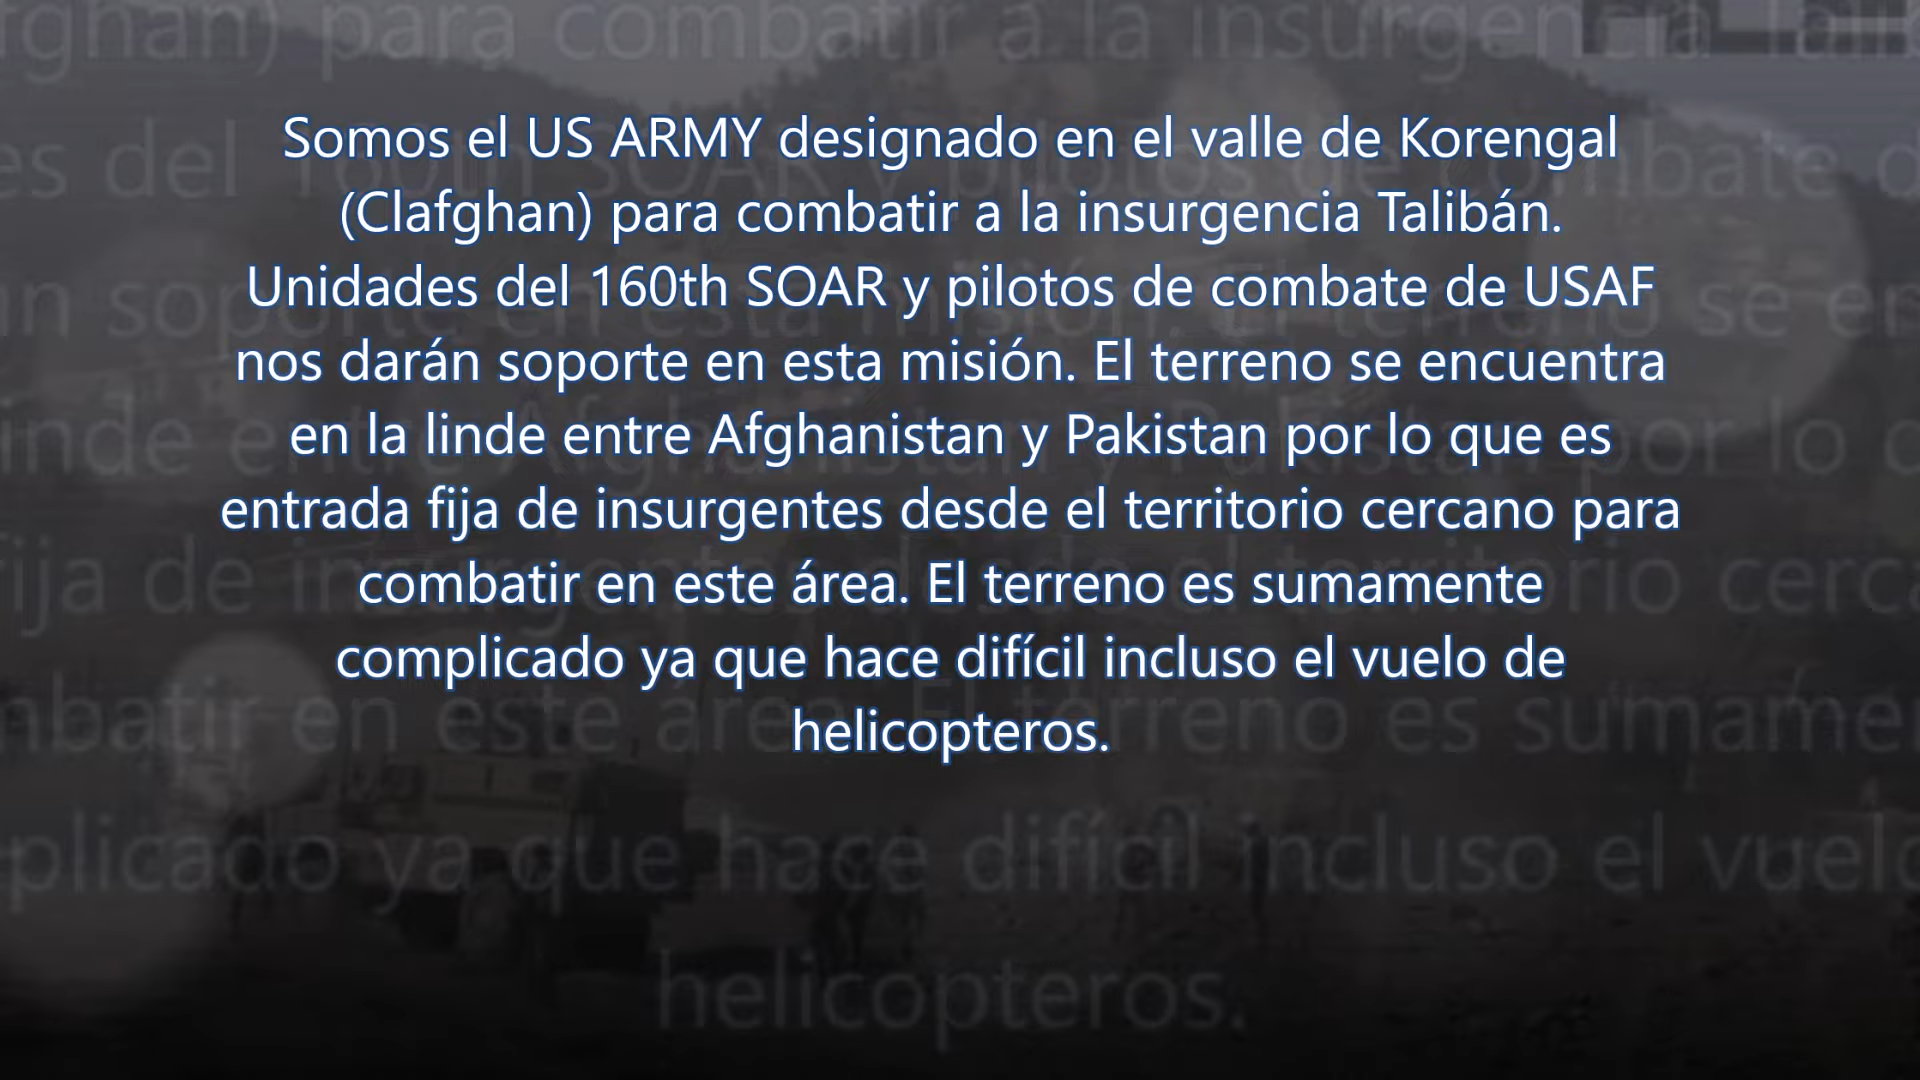 Somos el US ARMY designado en el valle de Korengal
(Clafghan) para combatir a la insurgencia Talibán.
Unidades del 160th SOAR y pilotos de combate de USAF
nos darán soporte en esta misión. El terreno se encuentra
en la linde entre Afghanistan y Pakistan por lo que es
entrada fija de insurgentes desde el territorio cercano para
combatir en este área. El terreno es sumamente
complicado ya que hace difícil incluso el vuelo de
helicopteros.